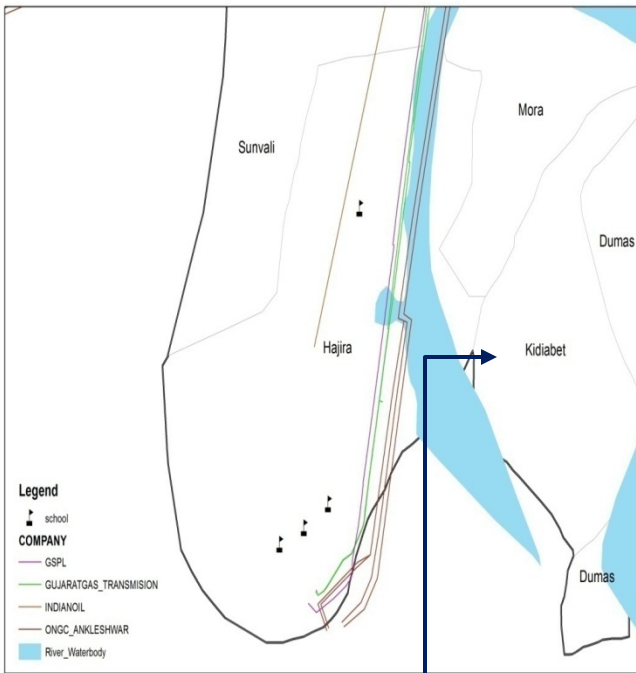 Mora
Sunvali
Dumas
Hajira
Kidiabet
Legend
school
COMPANY
GSPL
GUJARATGAS_TRANSMISION
INDIANOIL
ONGC_ANKLESHWAR
River_Waterbody
Dumas